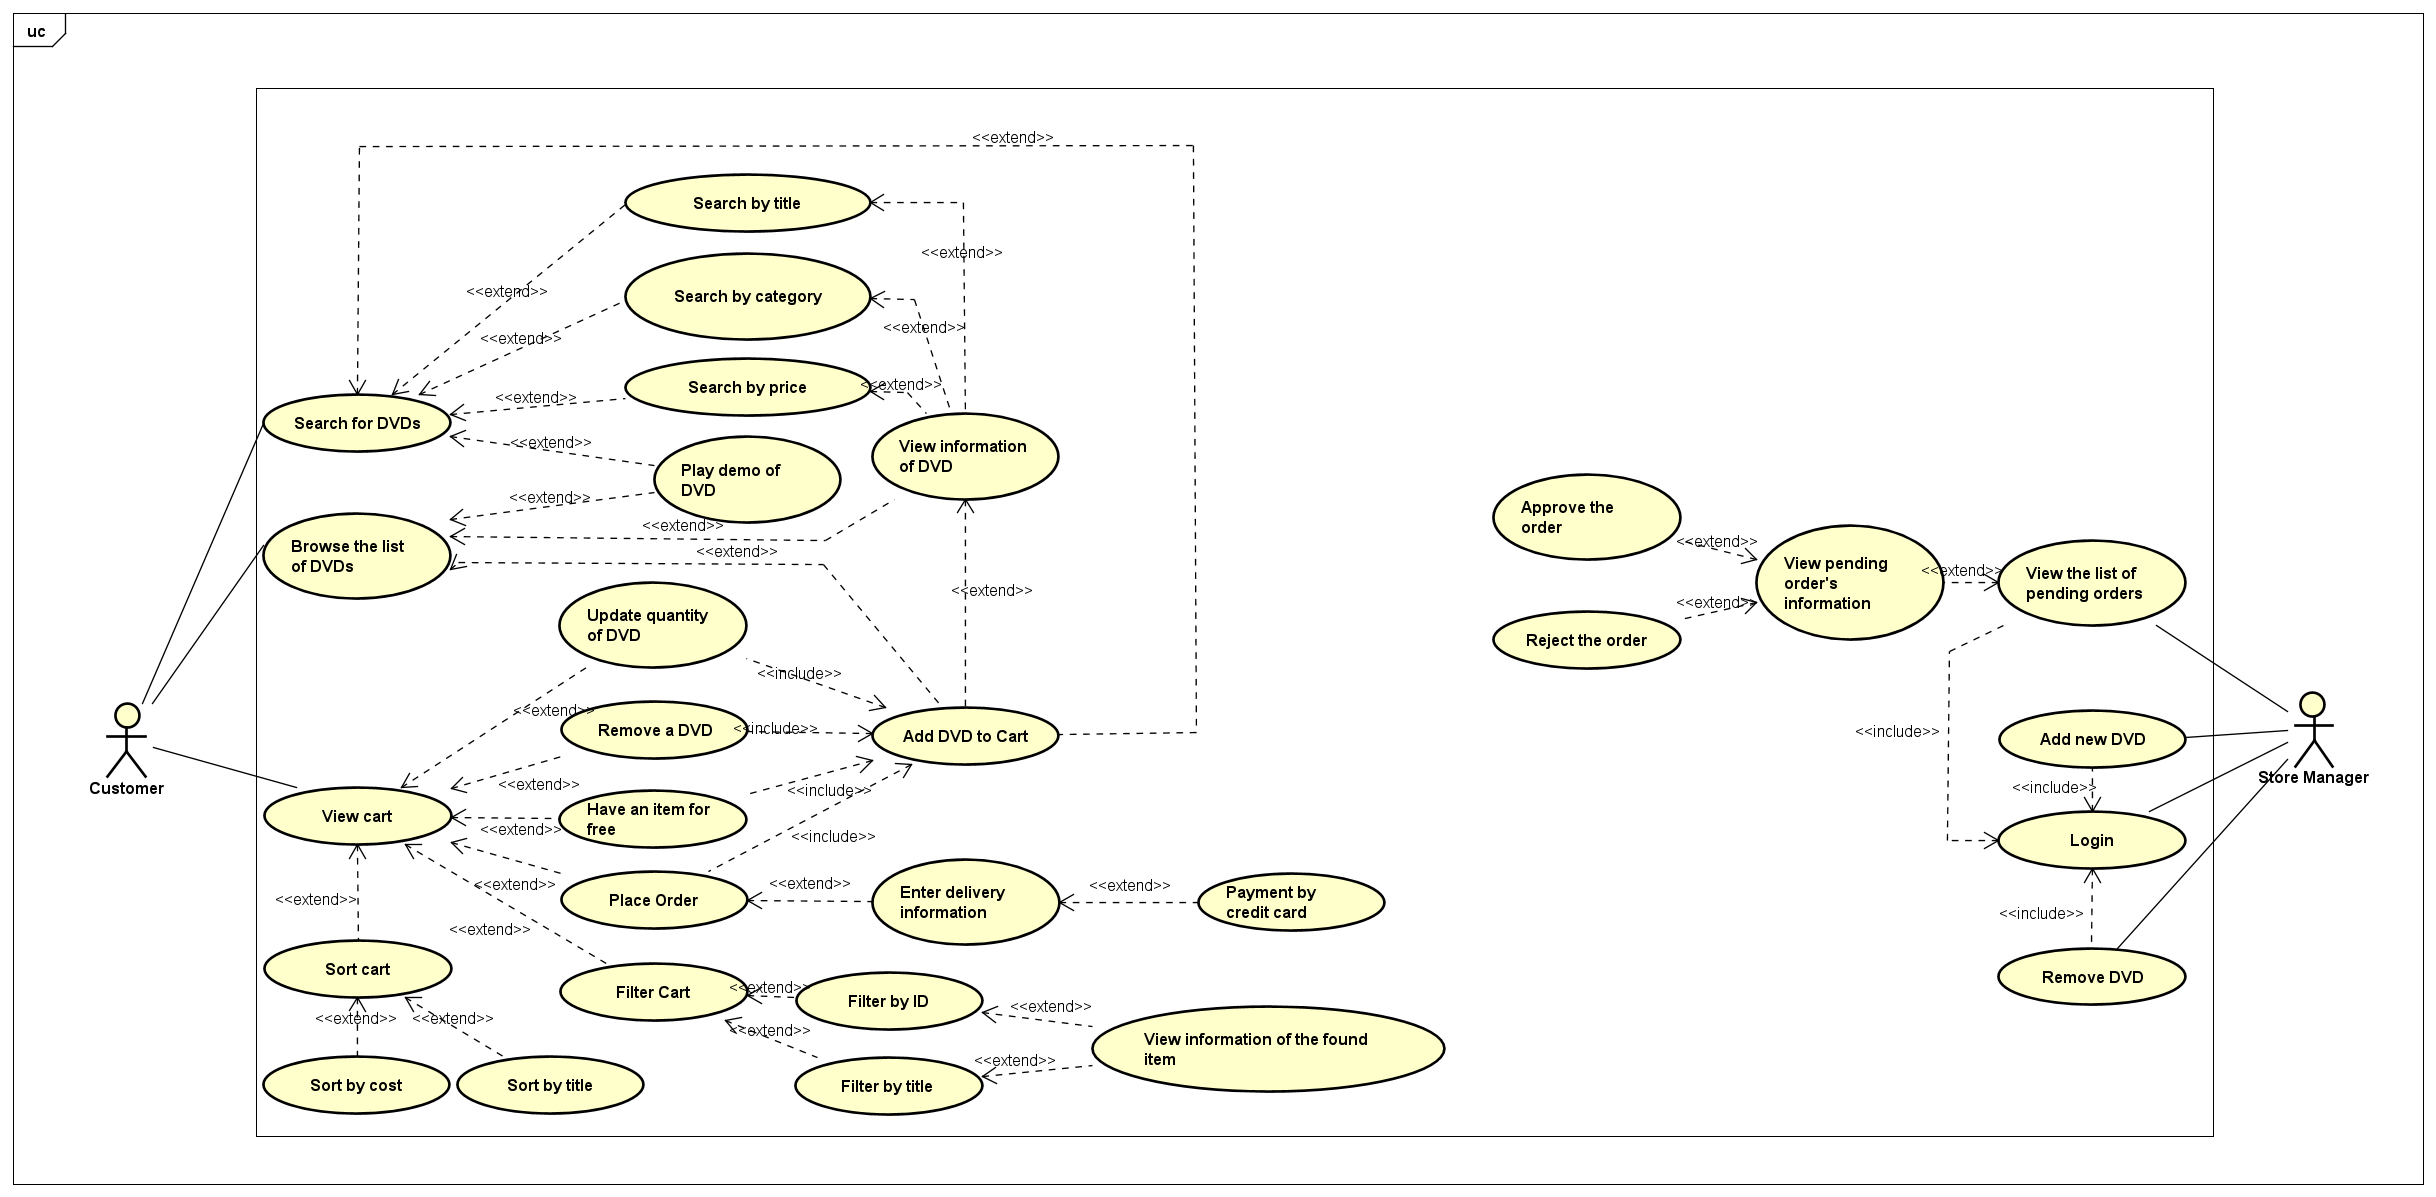 uc
<<extend>>
Search by title
<<extend>>
<<extend>>
Search by category
<<extend>>
<<extend>>
Search by price
<<extend>>
<<extend>>
Search for DVDs
<<extend>>
View information
of DVD
Play demo of
DVD
<<extend>>
<<extend>>
<<extend>>
Browse the list
of DVDs
<<extend>>
Update quantity
of DVD
<<include>>
<<extend>>
Remove a DVD
<<include>>
Add DVD to Cart
Customer
<<extend>>
<<include>>
View cart
Have an item for
free
<<extend>>
<<include>>
<<extend>>
<<extend>>
<<extend>>
Place Order
Enter delivery
information
Payment by
credit card
<<extend>>
<<extend>>
Sort cart
Filter Cart
<<extend>>
Filter by ID
<<extend>>
<<extend>>
<<extend>>
<<extend>>
View information of the found
item
<<extend>>
Sort by cost
Sort by title
Filter by title
Approve the
order
<<extend>>
View pending
order's
information
<<extend>>
View the list of
pending orders
<<extend>>
Reject the order
<<include>>
Add new DVD
Store Manager
<<include>>
Login
<<include>>
Remove DVD